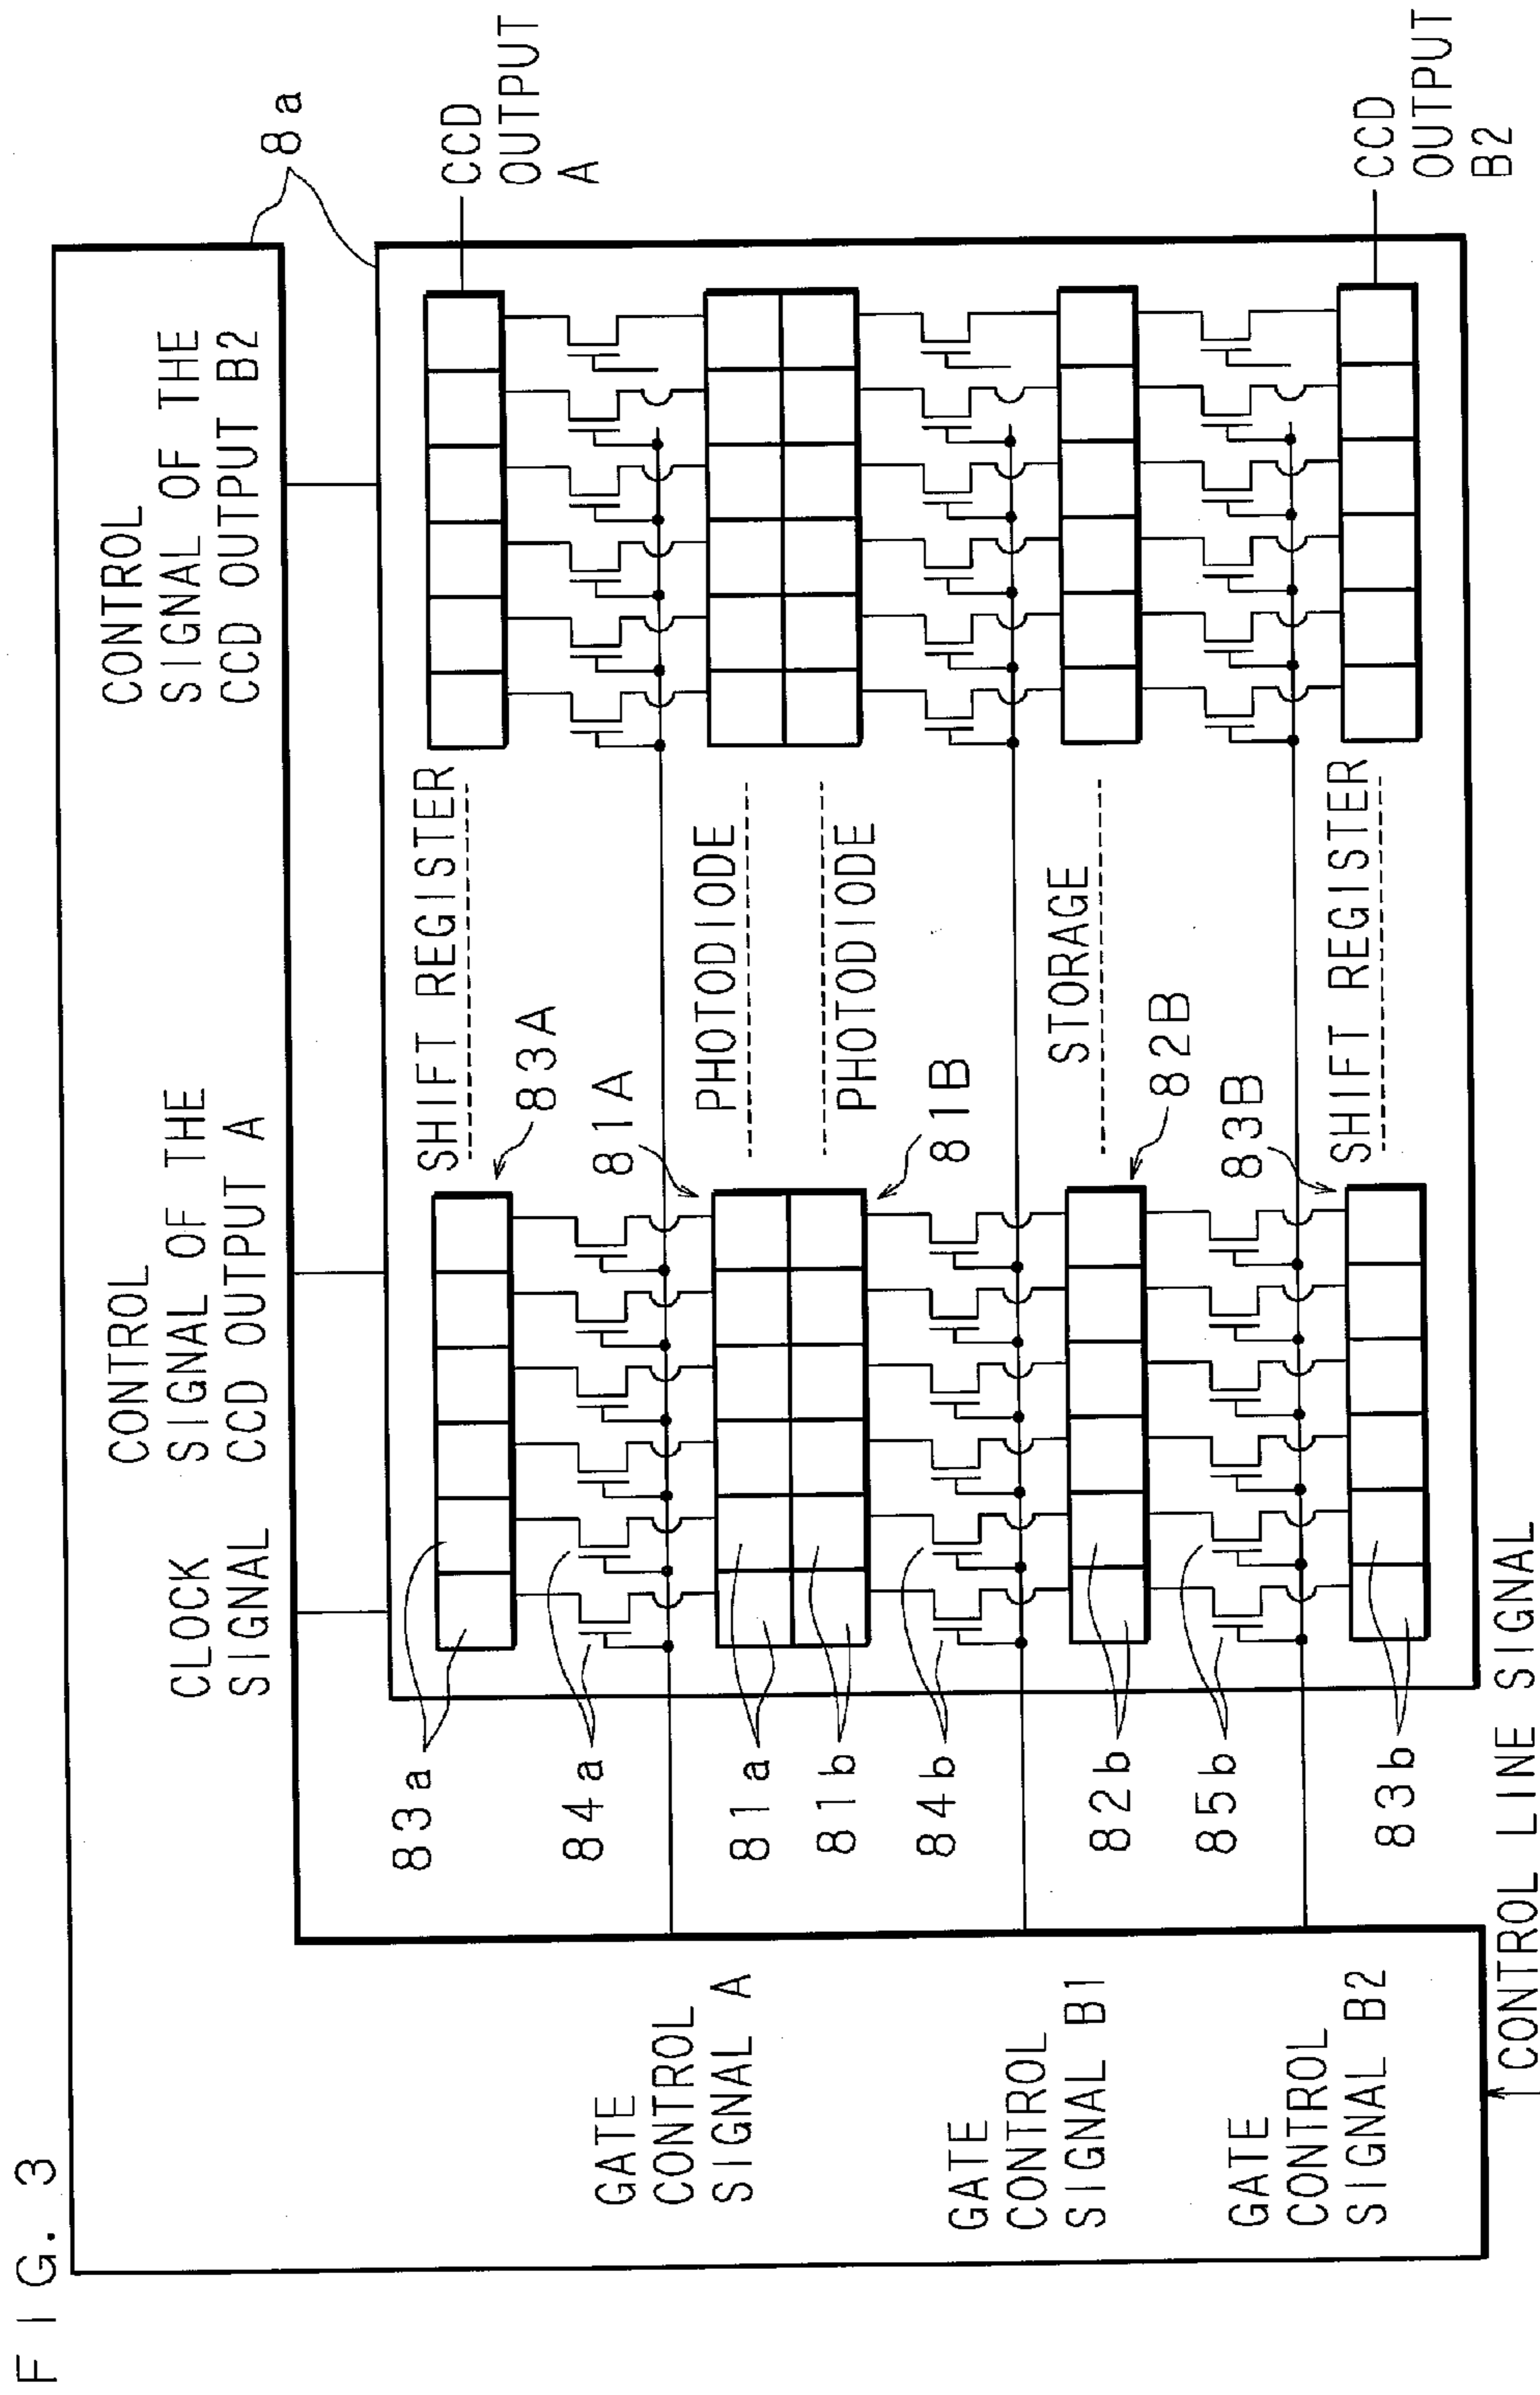 FIG. 3
CLOCK
SIGNAL
CONTROL
SIGNAL OF THE
CCD OUTPUT A
CONTROL
SIGNAL OF THE
CCD OUTPUT B2
8a
GATE
CONTROL
SIGNAL A
GATE
CONTROL
SIGNAL B1
GATE
CONTROL
SIGNAL B2
83a
84a
81a
81b
84b
82b
85b
83b
SHIFT REGISTER
83A
81A
PHOTODIODE
PHOTODIODE
81B
STORAGE
82B
83B
SHIFT REGISTER
CCD
OUTPUT
A
CCD
OUTPUT
B2
CONTROL LINE SIGNAL